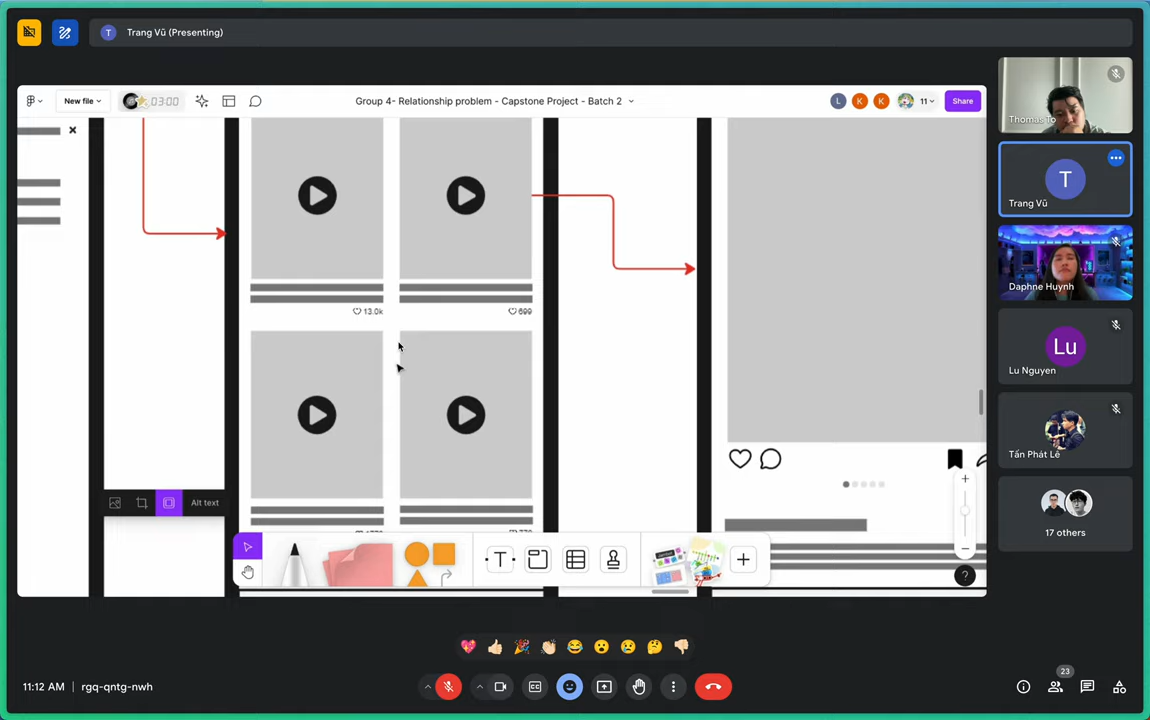 T
Trang Vũ (Presenting)
New file
03:00
Group 4- Relationship problem - Capstone Project - Batch 2
L
K
K
11
Share
13.0k
699
Alt text
T
Thomas To
T
Trang Vũ
Daphne Huynh
Lu
Lu Nguyen
Tấn Phát Lê
17 others
11:12 AM
rgq-qntg-nwh
23